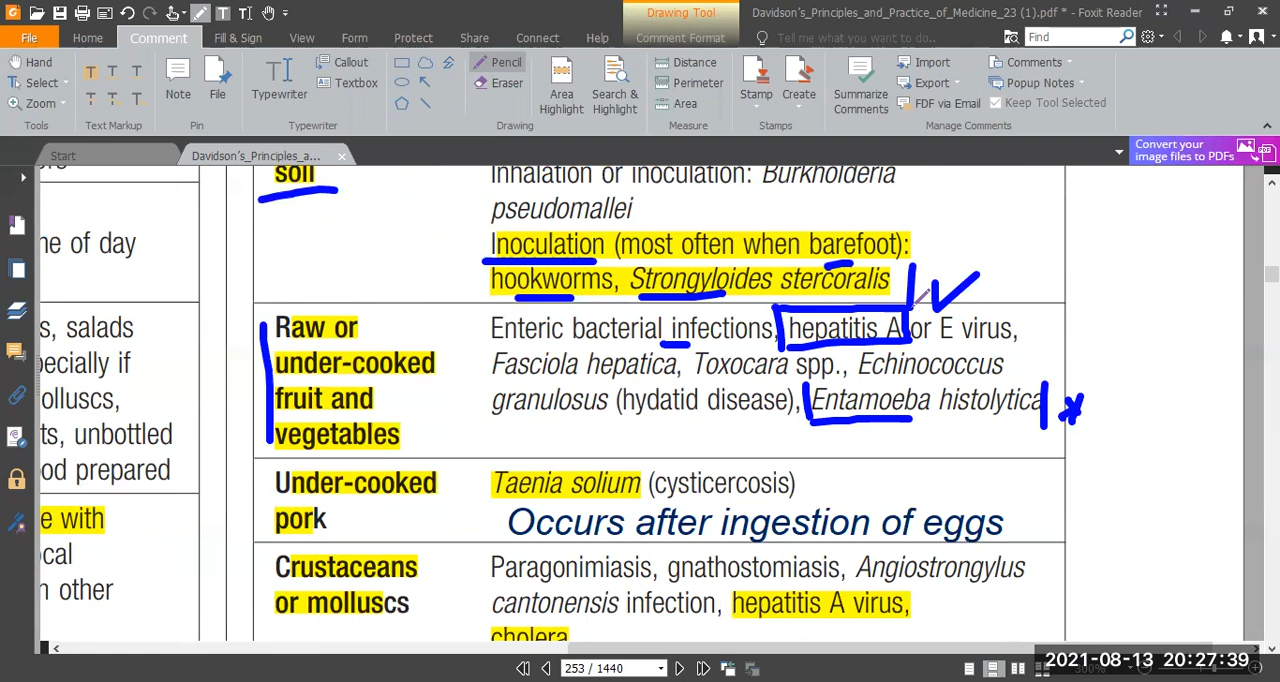 Drawing Tool
Davidson's_Principles_and_Practice_of_Medicine_23 (1).pdf * - Foxit Reader
File Home Comment Fill & Sign View Form Protect Share Connect Help Comment Format Tell me what you want to do.. Find
Hand
Select
Zoom
Tools
Text Markup
Note
File
Pin
Typewriter
Callout
Textbox
Typewriter
Pencil
Eraser
Area Highlight
Search & Highlight
Drawing
Distance
Perimeter
Area
Measure
Stamp
Create
Stamps
Summarize Comments
Import
Export
FDF via Email
Comments
Popup Notes
Keep Tool Selected
Manage Comments
Start
Davidson's_Principles_a...
Convert your
image files to PDFs
ne of day
s, salads
pecially if
olluscs,
ts, unbottled
ood prepared
e with
ocal
n other
soil
Inhalation or inoculation: Burkholderia
pseudomallei
Inoculation (most often when barefoot):
hookworms, Strongyloides stercoralis
Raw or
under-cooked
fruit and
vegetables
Enteric bacterial infections, hepatitis A or E virus,
Fasciola hepatica, Toxocara spp., Echinococcus
granulosus (hydatid disease), Entamoeba histolytica
Under-cooked
pork
Taenia solium (cysticercosis)
Occurs after ingestion of eggs
Crustaceans
or molluscs
Paragonimiasis, gnathostomiasis, Angiostrongylus
cantonensis infection, hepatitis A virus,
cholera
253 / 1440
2021-08-13 20:27:39